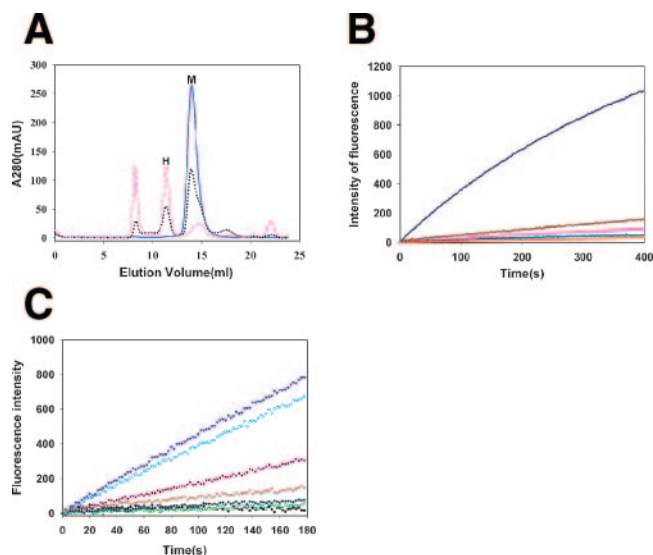 A
300
250
200
150
100
50
0
A280(mAU)
M
H
0 5 10 15 20 25
Elution Volume(ml)
B
1200
1000
800
600
400
200
0
Intensity of fluorescence
0 100 200 300 400
Time(s)
C
1000
800
600
400
200
0
Fluorescence intensity
0 20 40 60 80 100 120 140 160 180
Time(s)